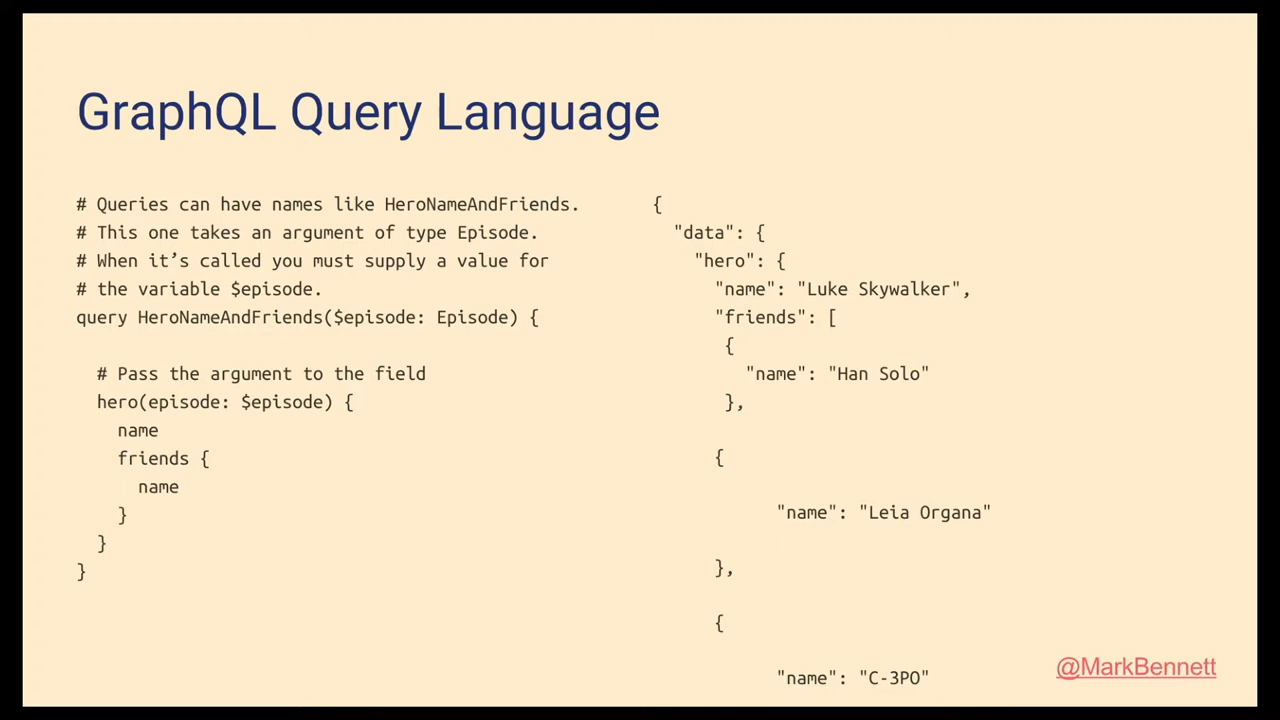 GraphQL Query Language
# Queries can have names like HeroNameAndFriends.
# This one takes an argument of type Episode.
# When it’s called you must supply a value for
# the variable $episode.
query HeroNameAndFriends($episode: Episode) {
# Pass the argument to the field
hero(episode: $episode) {
name
friends {
name
}
}
}
{
"data": {
"hero": {
"name": "Luke Skywalker",
"friends": [
{
"name": "Han Solo"
},
{
"name": "Leia Organa"
},
{
"name": "C-3PO"
@MarkBennett